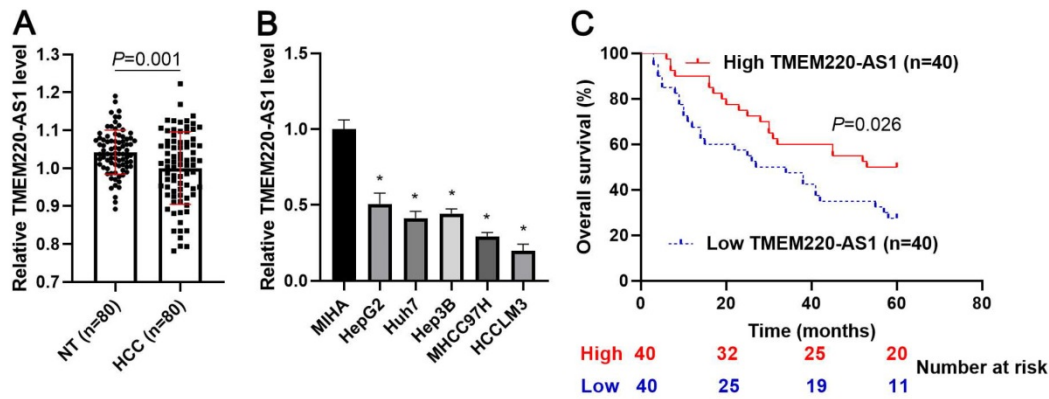 A
Relative TMEM220-AS1 level
1.3
1.2
1.1
1.0
0.9
0.8
0.7
P=0.001
NT (n=80)
HCC (n=80)
B
Relative TMEM220-AS1 level
1.5
1.0
0.5
0.0
*
*
*
*
*
MIHA
HepG2
Huh7
Hep3B
MHCC97H
HCCLM3
C
Overall survival (%)
100
80
60
40
20
0
High TMEM220-AS1 (n=40)
P=0.026
Low TMEM220-AS1 (n=40)
0 20 40 60 80
Time (months)
High 40 32 25 20
Low 40 25 19 11
Number at risk